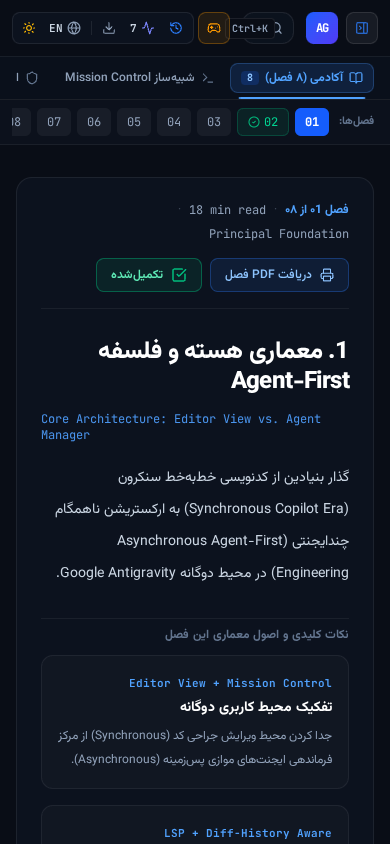 AG
Ctrl+K
7
EN
آکادمی (۸ فصل) 8
شبیه‌ساز Mission Control
فصل‌ها:
01
02
03
04
05
06
07
فصل 01 از ۰۸ · 18 min read ·
Principal Foundation
دریافت PDF فصل
تکمیل‌شده
1. معماری هسته و فلسفه
Agent-First
Core Architecture: Editor View vs. Agent
Manager
گذار بنیادین از کدنویسی خط‌به‌خط سنکرون
(Synchronous Copilot Era) به ارکستریشن ناهمگام
چندایجنتی (Asynchronous Agent-First
Engineering) در محیط دوگانه Google Antigravity.
نکات کلیدی و اصول معماری این فصل
Editor View + Mission Control
تفکیک محیط کاربری دوگانه
جدا کردن محیط ویرایش جراحی کد (Synchronous) از مرکز
فرماندهی ایجنت‌های موازی پس‌زمینه (Asynchronous).
LSP + Diff-History Aware